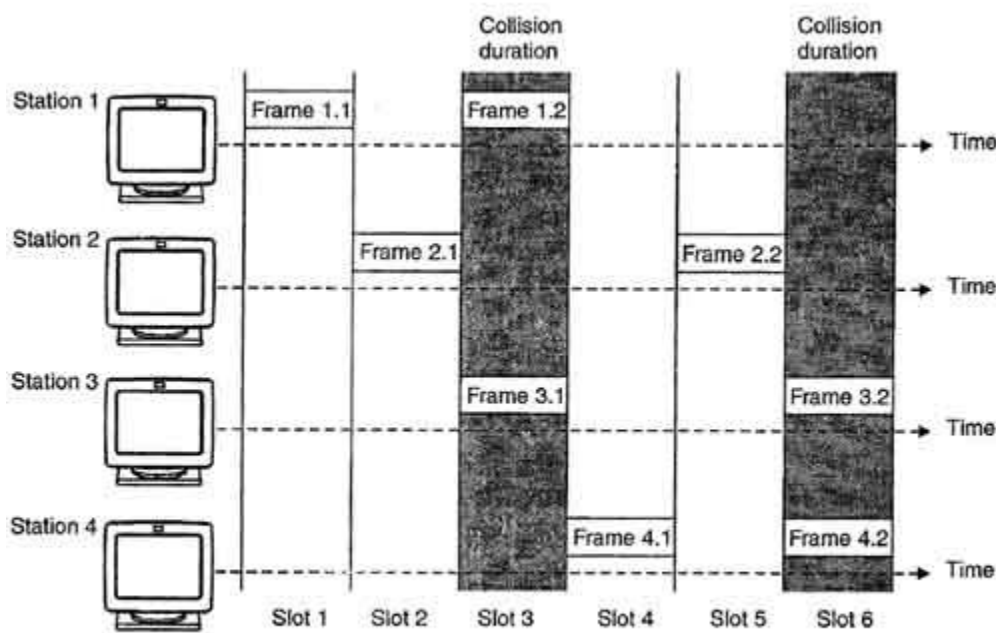 Collision duration
Collision duration
Station 1
Frame 1.1
Frame 1.2
Time
Station 2
Frame 2.1
Frame 2.2
Time
Station 3
Frame 3.1
Frame 3.2
Time
Station 4
Frame 4.1
Frame 4.2
Time
Slot 1
Slot 2
Slot 3
Slot 4
Slot 5
Slot 6